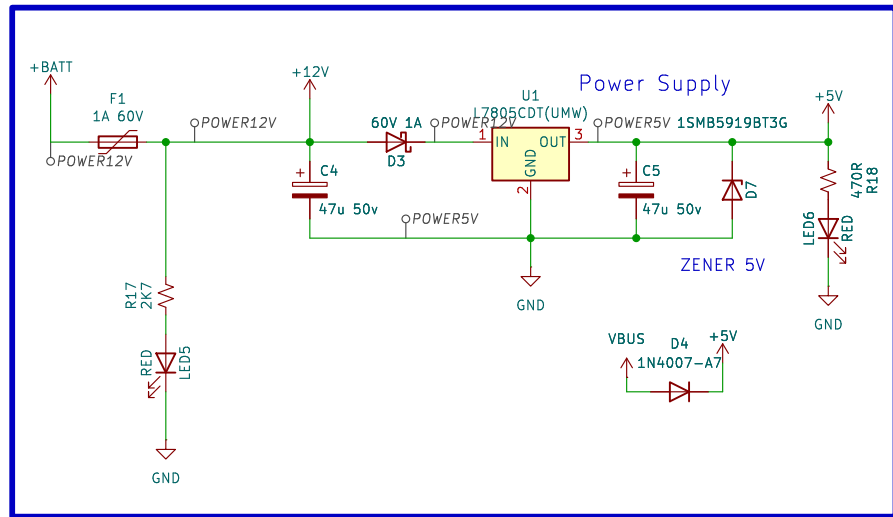 +BATT
F1
1A 60V
POWER12V
POWER12V
+12V
60V 1A
D3
POWER12V
C4
+
47u 50v
POWER5V
Power Supply
U1
L7805CDT(UMW)
1
IN
OUT
3
GND
2
POWER5V
1SMB5919BT3G
+5V
C5
+
47u 50v
D7
470R
R18
LED6
RED
ZENER 5V
GND
GND
R17
2K7
RED
LED5
GND
VBUS
D4
+5V
1N4007-A7